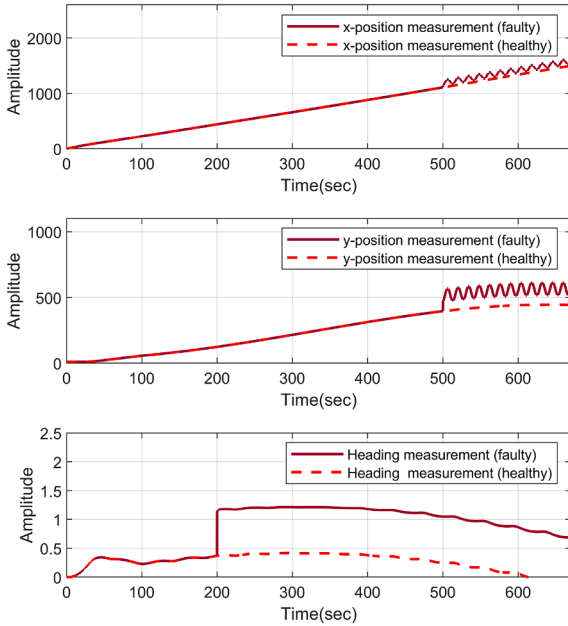 x-position measurement (faulty)
x-position measurement (healthy)
2000
1000
0
Amplitude
0 100 200 300 400 500 600
Time(sec)
y-position measurement (faulty)
y-position measurement (healthy)
1000
500
0
Amplitude
0 100 200 300 400 500 600
Time(sec)
Heading measurement (faulty)
Heading measurement (healthy)
2.5
2
1.5
1
0.5
0
Amplitude
0 100 200 300 400 500 600
Time(sec)